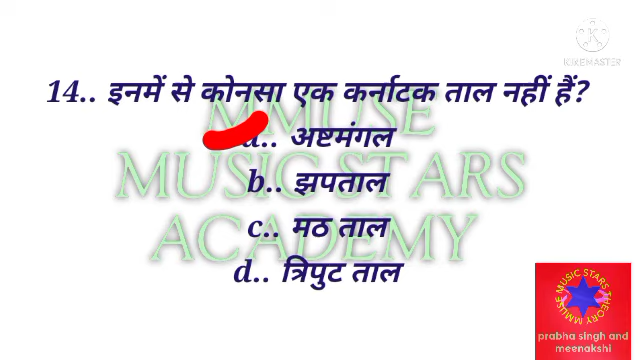 KINEMASTER
14.. इनमें से कोनसा एक कर्नाटक ताल नहीं हैं?
a.. अष्टमंगल
b.. झपताल
c.. मठ ताल
d.. त्रिपुट ताल
MMUSE
MUSIC STARS
ACADEMY
MMUSE MUSIC STARS THEORY
prabha singh and
meenakshi